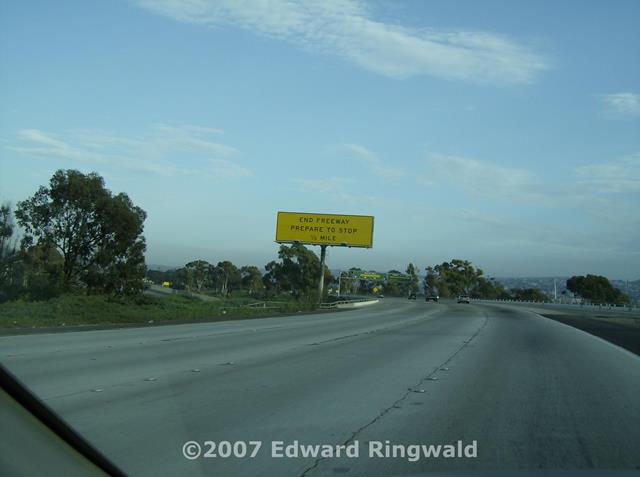 END FREEWAY
PREPARE TO STOP
½ MILE
©2007 Edward Ringwald